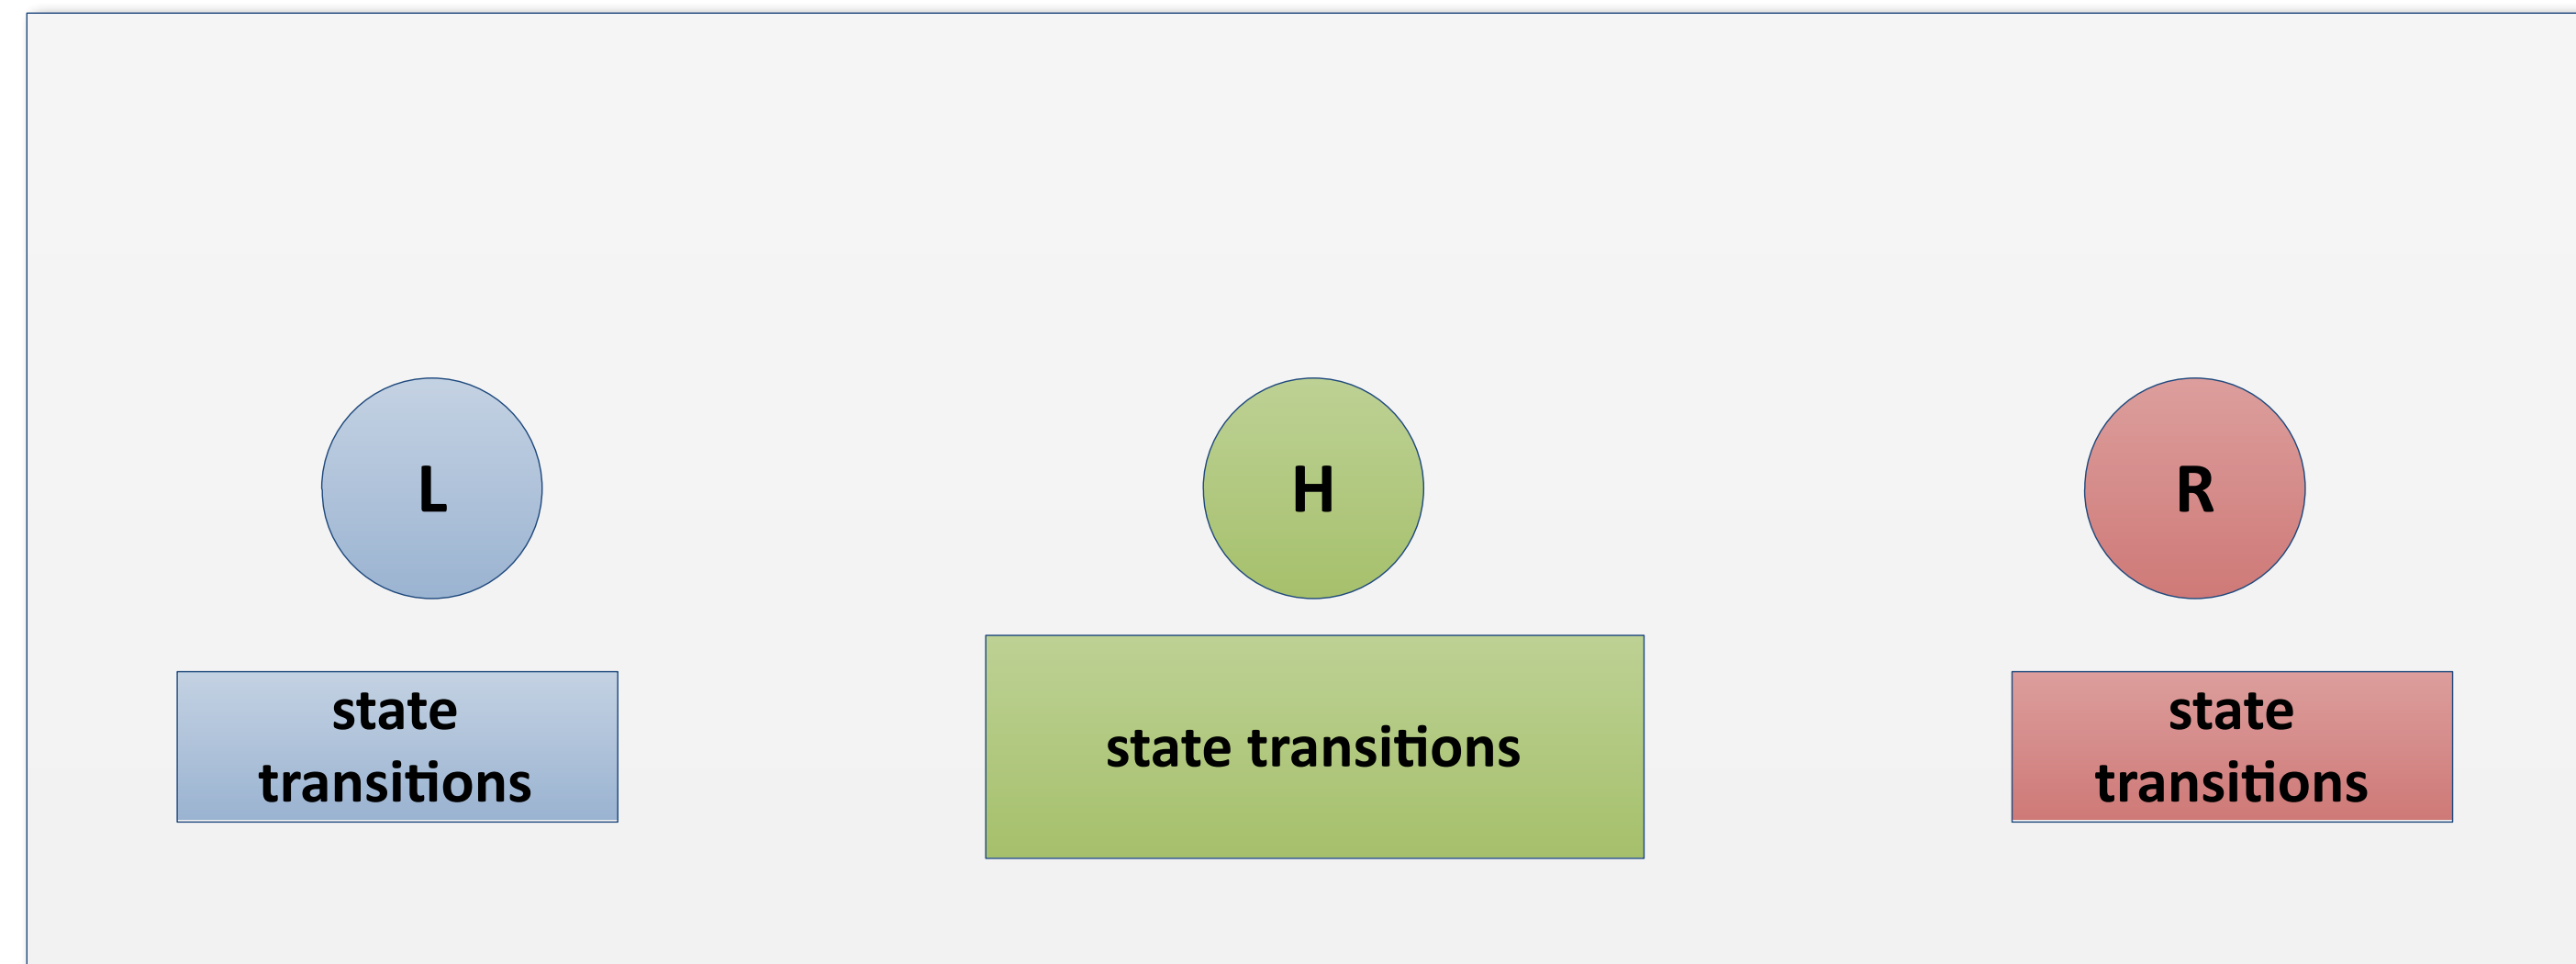 L
H
R
state
transitions
state transitions
state
transitions